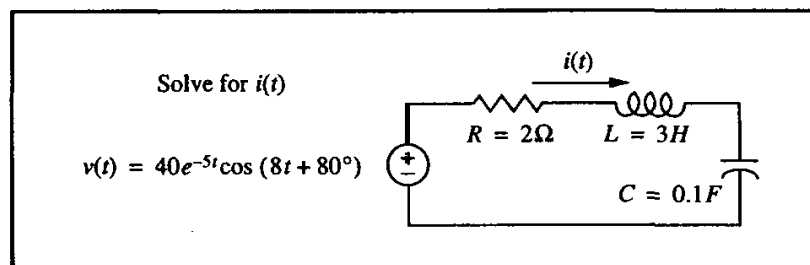 Solve for i(t)
v(t) = 40e^{-5t} cos (8t + 80°)
i(t)
R = 2Ω
L = 3H
+
−
C = 0.1F